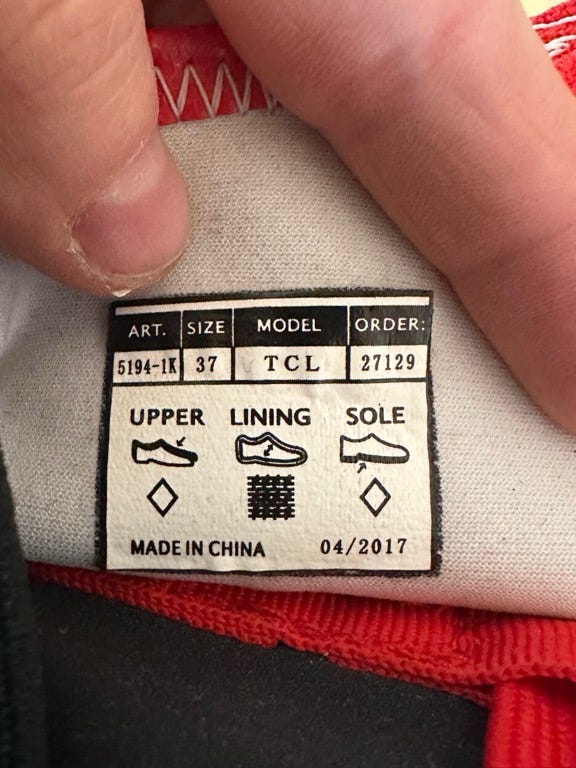 ART. SIZE MODEL ORDER:
5194-1K 37 TCL 27129
UPPER LINING SOLE
MADE IN CHINA 04/2017